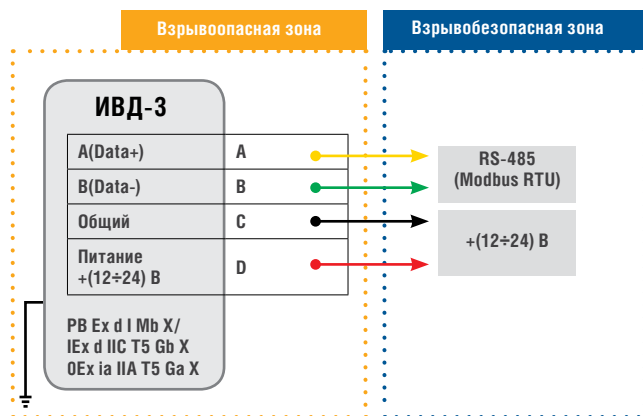 Взрывоопасная зона
Взрывобезопасная зона
ИВД-3
A(Data+) A
B(Data-) B
Общий C
Питание
+(12÷24) В D
RS-485
(Modbus RTU)
+(12÷24) В
РВ Ex d I Mb X/
IEx d IIC T5 Gb X
0Ex ia IIA T5 Ga X